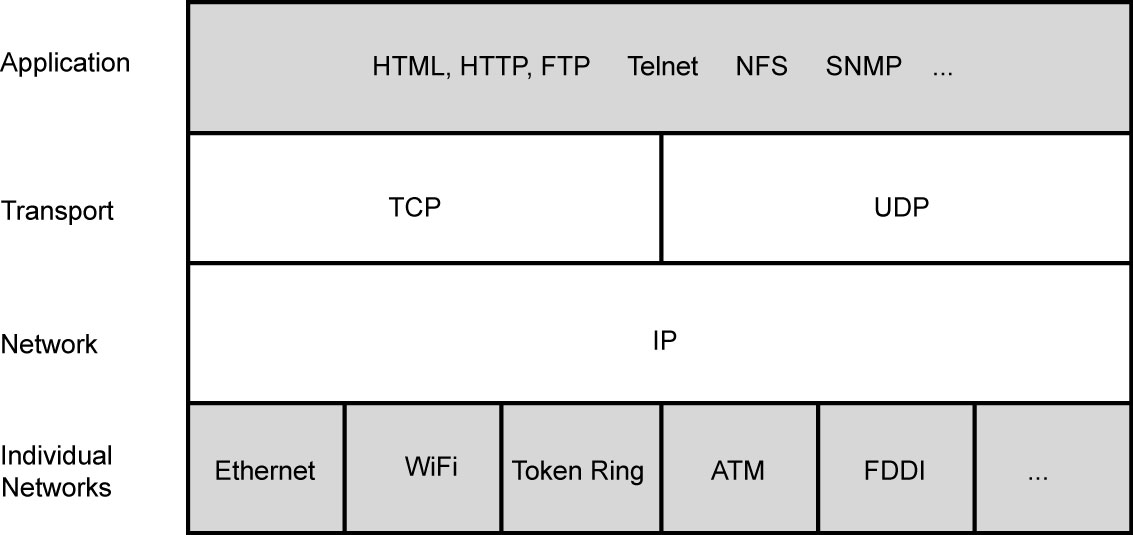 Application
HTML, HTTP, FTP Telnet NFS SNMP ...
Transport
TCP
UDP
Network
IP
Individual
Networks
Ethernet
WiFi
Token Ring
ATM
FDDI
...